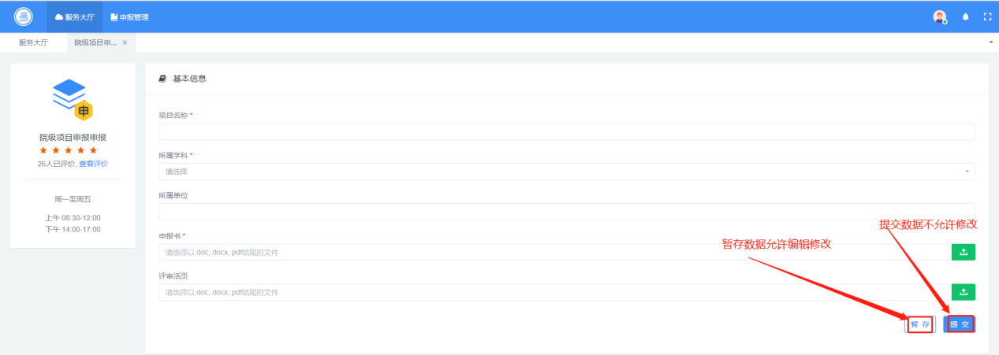 服务大厅 申报管理
服务大厅 院级项目申... ×
申
院级项目申报申报
26人已评价, 查看评价
周一至周五
上午 08:30-12:00
下午 14:00-17:00
基本信息
项目名称 *
所属学科 *
请选择
所属单位
申报书 *
请选择以.doc,.docx,.pdf结尾的文件
评审活页
请选择以.doc,.docx,.pdf结尾的文件
提交数据不允许修改
暂存数据允许编辑修改
暂 存 提 交